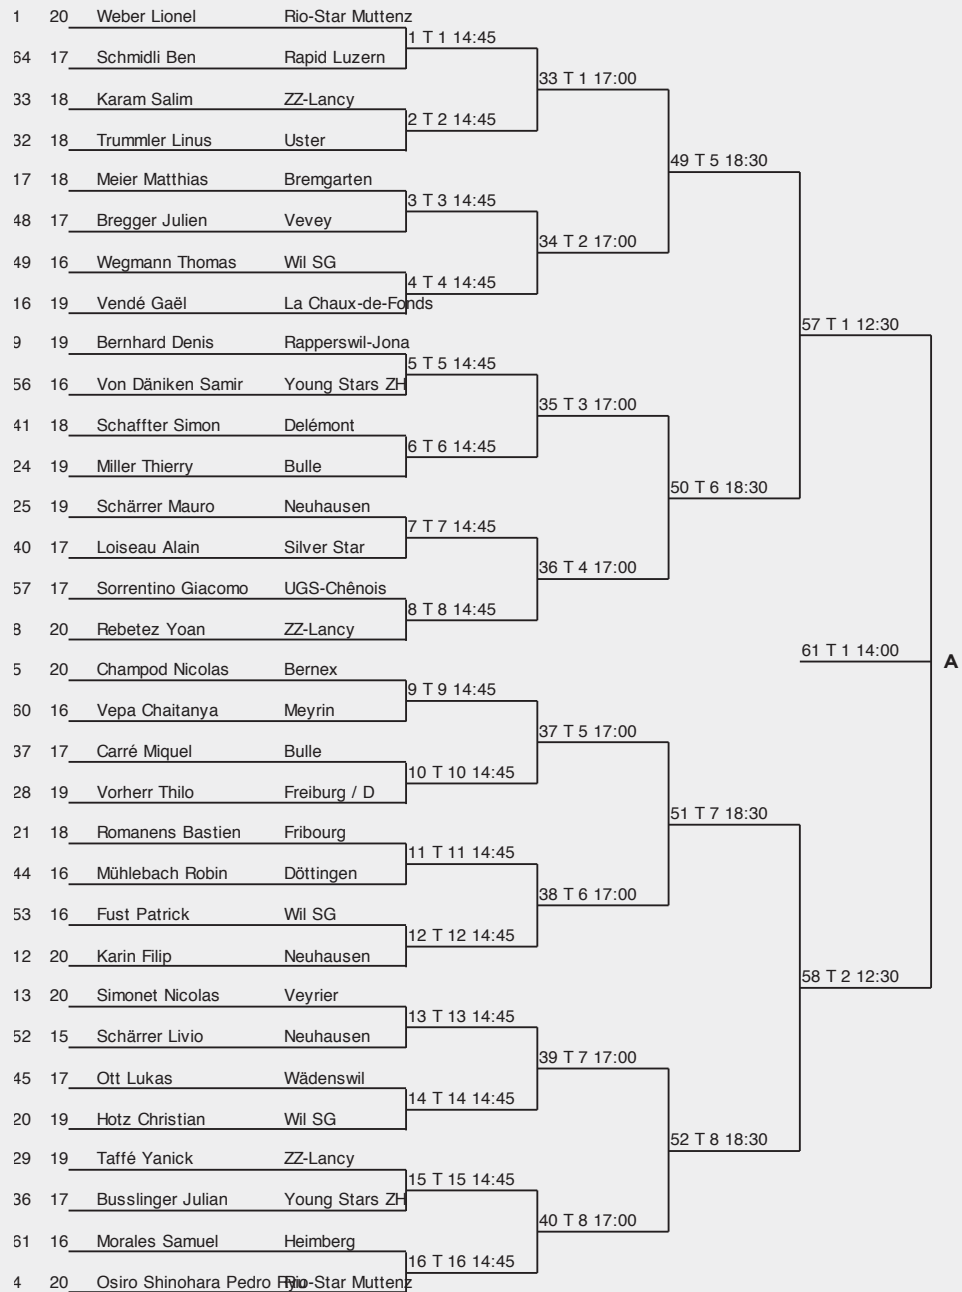 1 20 Weber Lionel Rio-Star Muttenz
1 T 1 14:45
64 17 Schmidli Ben Rapid Luzern
33 T 1 17:00
33 18 Karam Salim ZZ-Lancy
2 T 2 14:45
32 18 Trummler Linus Uster
49 T 5 18:30
17 18 Meier Matthias Bremgarten
3 T 3 14:45
48 17 Bregger Julien Vevey
34 T 2 17:00
49 16 Wegmann Thomas Wil SG
4 T 4 14:45
16 19 Vendé Gaël La Chaux-de-Fonds
57 T 1 12:30
9 19 Bernhard Denis Rapperswil-Jona
5 T 5 14:45
56 16 Von Däniken Samir Young Stars ZH
35 T 3 17:00
41 18 Schaffter Simon Delémont
6 T 6 14:45
24 19 Miller Thierry Bulle
50 T 6 18:30
25 19 Schärrer Mauro Neuhausen
7 T 7 14:45
40 17 Loiseau Alain Silver Star
36 T 4 17:00
57 17 Sorrentino Giacomo UGS-Chênois
8 T 8 14:45
8 20 Rebetez Yoan ZZ-Lancy
61 T 1 14:00
A
5 20 Champod Nicolas Bernex
9 T 9 14:45
60 16 Vepa Chaitanya Meyrin
37 T 5 17:00
37 17 Carré Miquel Bulle
10 T 10 14:45
28 19 Vorherr Thilo Freiburg / D
51 T 7 18:30
21 18 Romanens Bastien Fribourg
11 T 11 14:45
44 16 Mühlebach Robin Döttingen
38 T 6 17:00
53 16 Fust Patrick Wil SG
12 T 12 14:45
12 20 Karin Filip Neuhausen
58 T 2 12:30
13 20 Simonet Nicolas Veyrier
13 T 13 14:45
52 15 Schärrer Livio Neuhausen
39 T 7 17:00
45 17 Ott Lukas Wädenswil
14 T 14 14:45
20 19 Hotz Christian Wil SG
52 T 8 18:30
29 19 Taffé Yanick ZZ-Lancy
15 T 15 14:45
36 17 Busslinger Julian Young Stars ZH
40 T 8 17:00
61 16 Morales Samuel Heimberg
16 T 16 14:45
4 20 Osiro Shinohara Pedro Ryu Rio-Star Muttenz